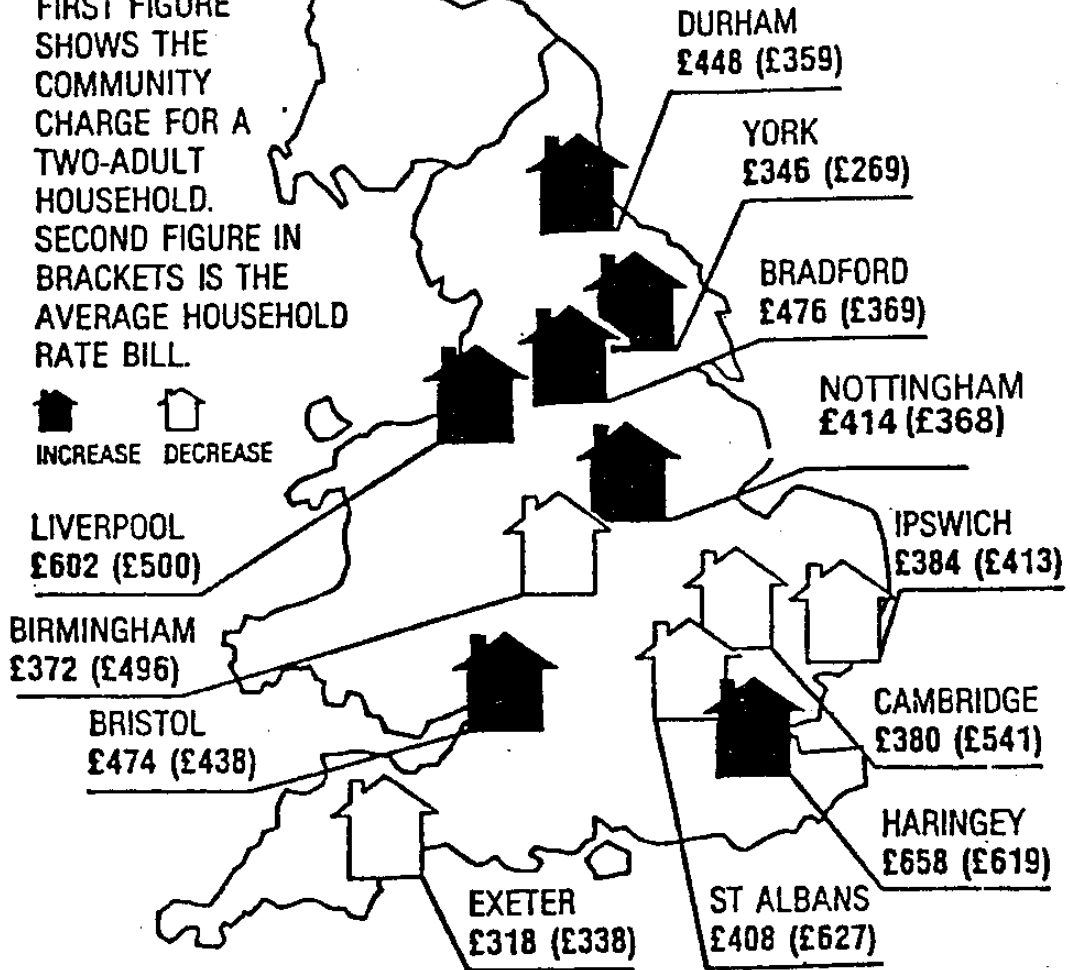 FIRST FIGURE
SHOWS THE
COMMUNITY
CHARGE FOR A
TWO-ADULT
HOUSEHOLD.
SECOND FIGURE IN
BRACKETS IS THE
AVERAGE HOUSEHOLD
RATE BILL.
INCREASE DECREASE
DURHAM
£448 (£359)
YORK
£346 (£269)
BRADFORD
£476 (£369)
NOTTINGHAM
£414 (£368)
LIVERPOOL
£602 (£500)
IPSWICH
£384 (£413)
BIRMINGHAM
£372 (£496)
BRISTOL
£474 (£438)
CAMBRIDGE
£380 (£541)
HARINGEY
£658 (£619)
EXETER
£318 (£338)
ST ALBANS
£408 (£627)